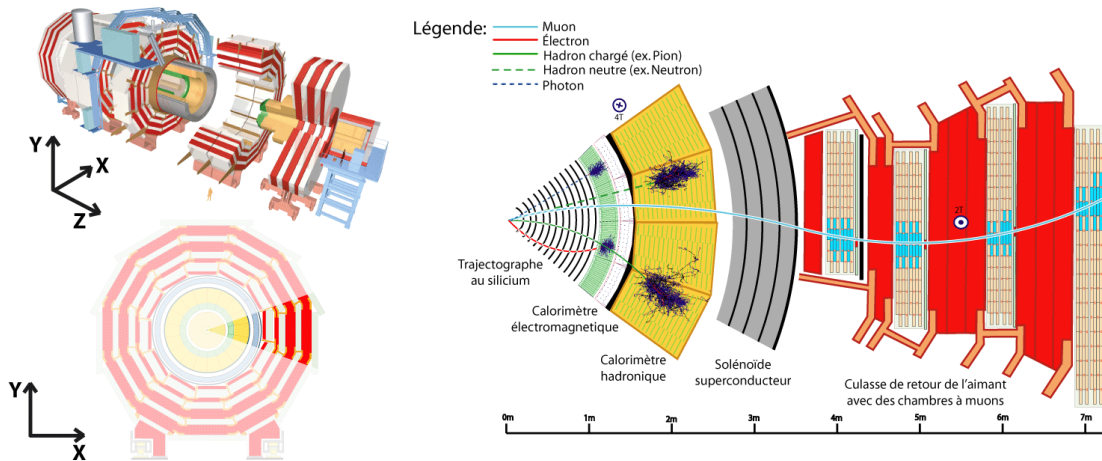 Légende:
Muon
Électron
Hadron chargé (ex. Pion)
Hadron neutre (ex. Neutron)
Photon
Y
X
Z
4T
2T
Trajectographe
au silicium
Calorimètre
électromagnetique
Calorimètre
hadronique
Solénoïde
superconducteur
Culasse de retour de l'aimant
avec des chambres à muons
Y
X
0m 1m 2m 3m 4m 5m 6m 7m